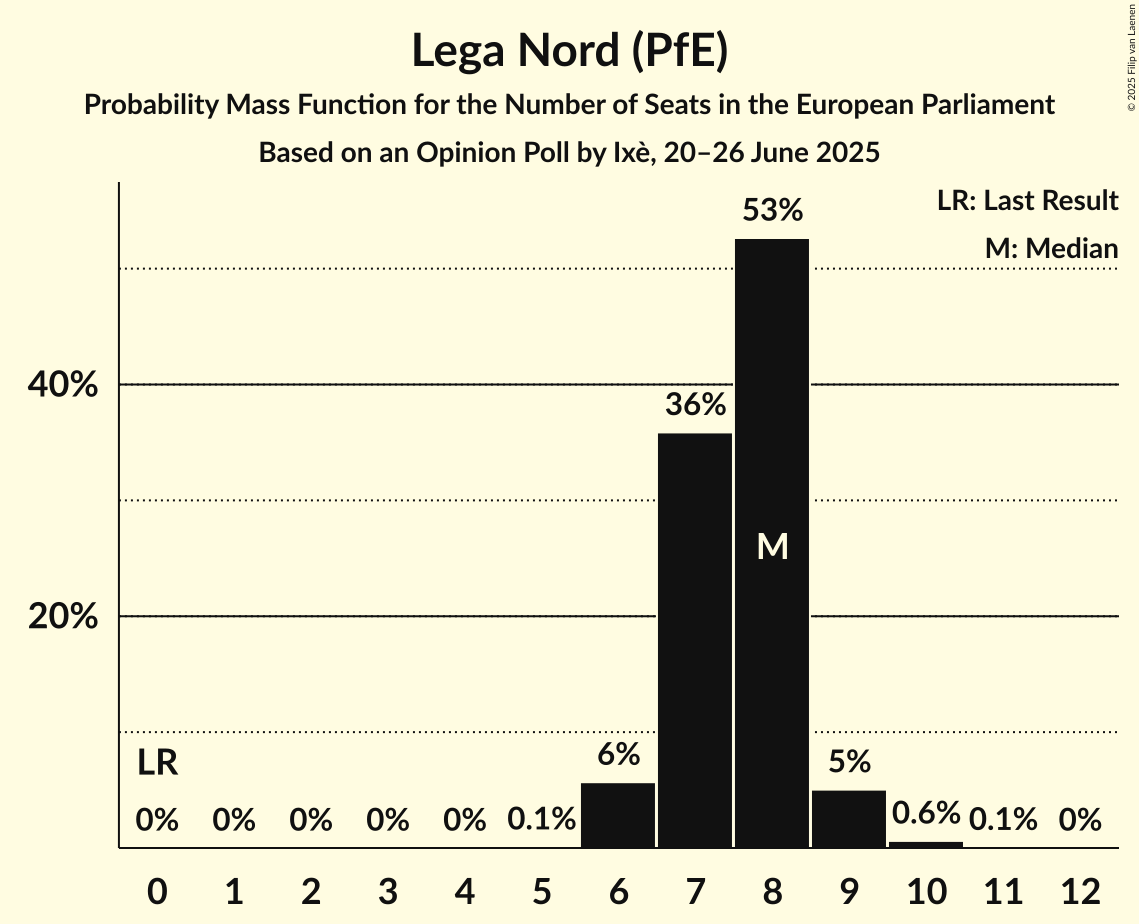 Lega Nord (PfE)
Probability Mass Function for the Number of Seats in the European Parliament
Based on an Opinion Poll by Ixè, 20–26 June 2025
© 2025 Filip van Laenen
LR: Last Result
M: Median
53%
40%
36%
M
20%
LR
6%
5%
0% 0% 0% 0% 0% 0.1% 0.6% 0.1% 0%
0 1 2 3 4 5 6 7 8 9 10 11 12